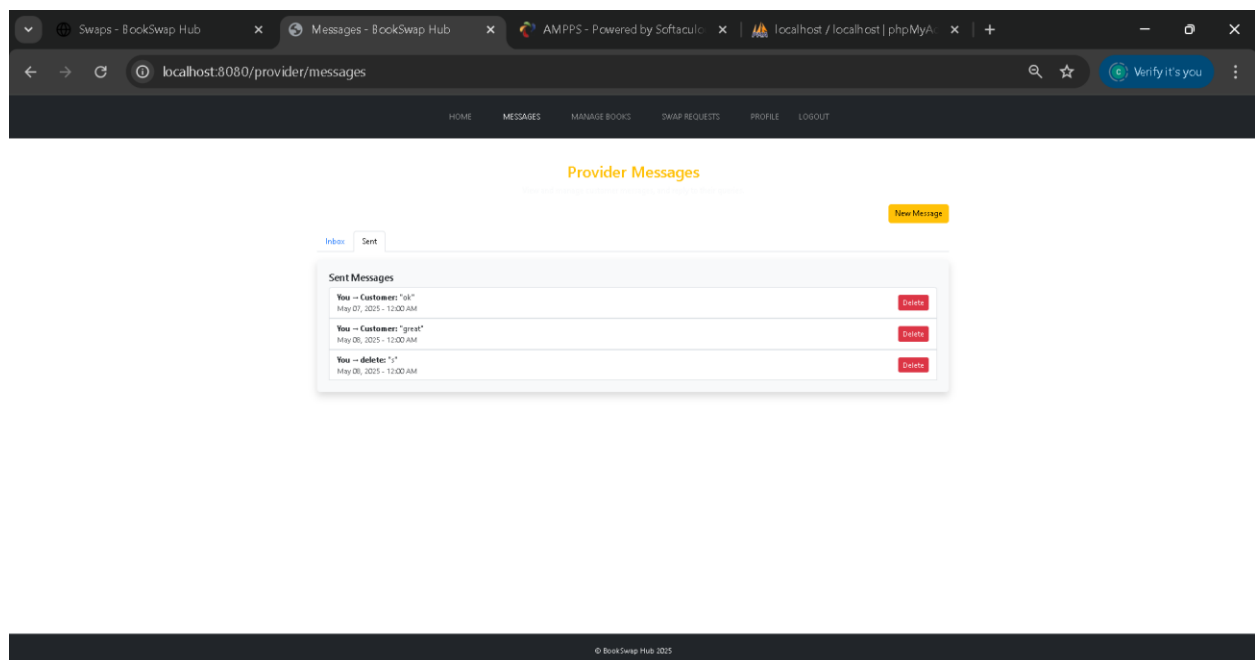 Swaps - BookSwap Hub
Messages - BookSwap Hub
AMPPS - Powered by Softaculo
localhost / localhost | phpMyA
localhost:8080/provider/messages
Verify it's you
HOME MESSAGES MANAGE BOOKS SWAP REQUESTS PROFILE LOGOUT
Provider Messages
New Message
Inbox Sent
Sent Messages
You → Customer: "ok"
May 07, 2025 - 12:00 AM
Delete
You → Customer: "great"
May 08, 2025 - 12:00 AM
Delete
You → delete:
May 08, 2025 - 12:00 AM
Delete
© BookSwap Hub 2025